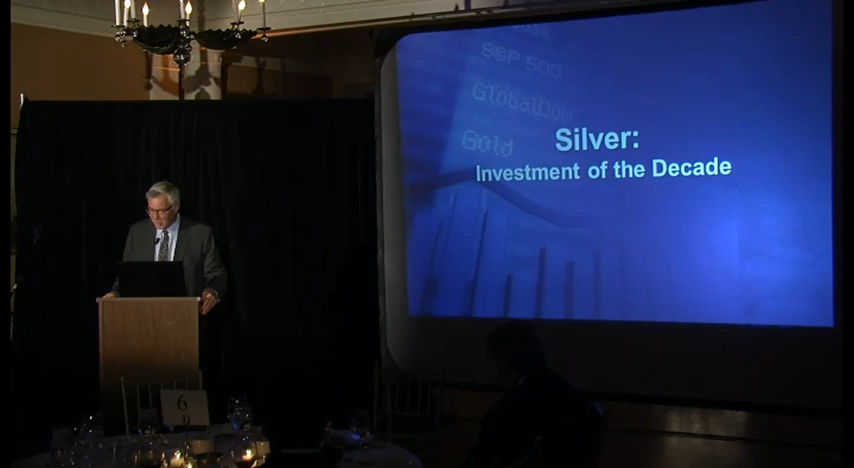 S&P 500
GlobalDow
Gold
Silver:
Investment of the Decade
6